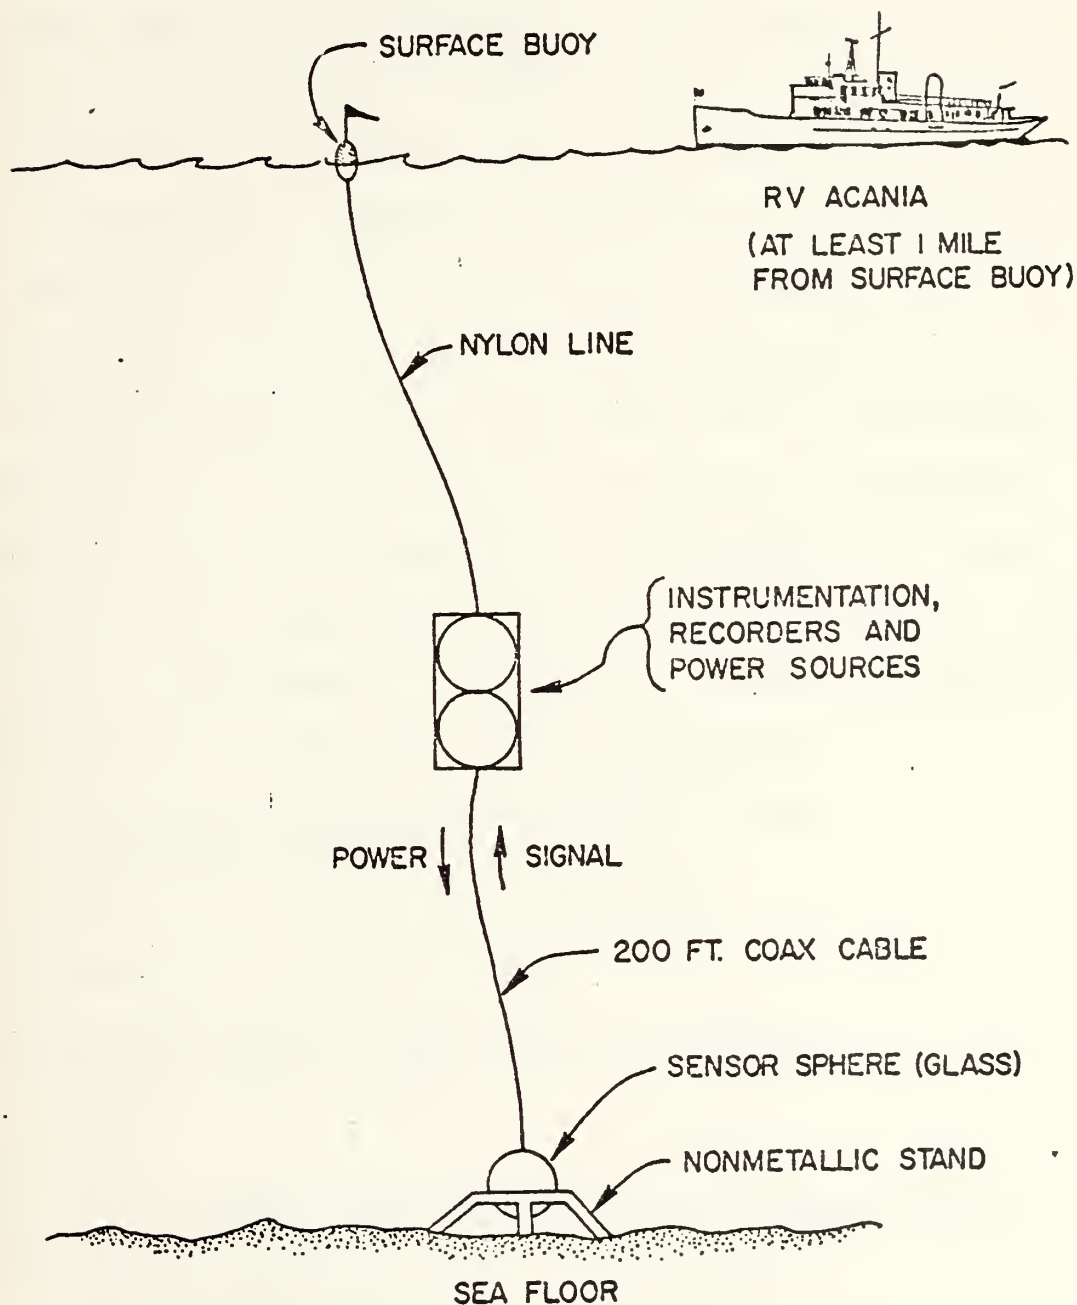 SURFACE BUOY
RV ACANIA
(AT LEAST 1 MILE
FROM SURFACE BUOY)
NYLON LINE
INSTRUMENTATION,
RECORDERS AND
POWER SOURCES
POWER
SIGNAL
200 FT. COAX CABLE
SENSOR SPHERE (GLASS)
NONMETALLIC STAND
SEA FLOOR